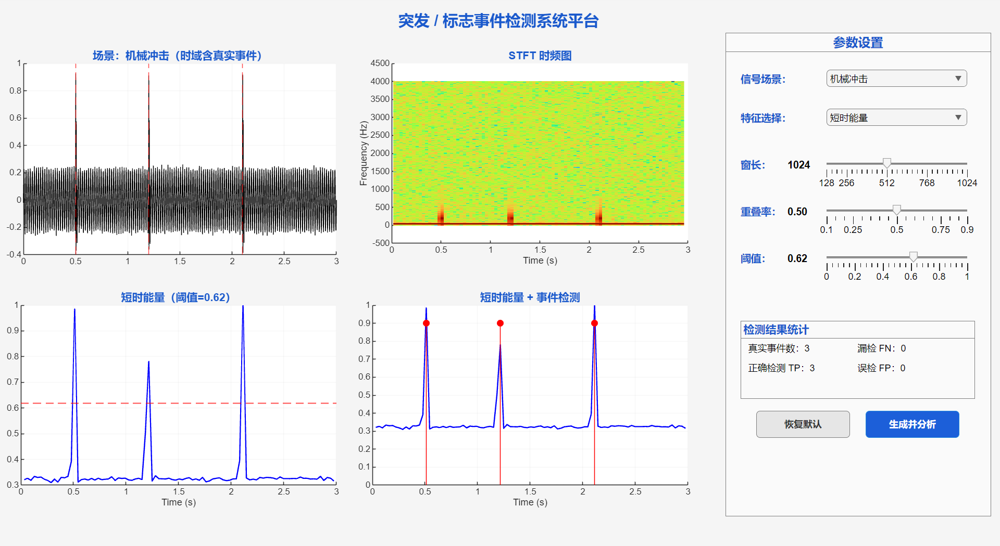 突发 / 标志事件检测系统平台
场景：机械冲击（时域含真实事件）
1
0.8
0.6
0.4
0.2
0
-0.2
-0.4
0 0.5 1 1.5 2 2.5 3
STFT 时频图
Frequency (Hz)
4500
4000
3500
3000
2500
2000
1500
1000
500
0
-500
0 0.5 1 1.5 2 2.5 3
Time (s)
短时能量（阈值=0.62）
1
0.9
0.8
0.7
0.6
0.5
0.4
0.3
0 0.5 1 1.5 2 2.5 3
Time (s)
短时能量 + 事件检测
1
0.9
0.8
0.7
0.6
0.5
0.4
0.3
0.2
0.1
0
0 0.5 1 1.5 2 2.5 3
Time (s)
参数设置
信号场景： 机械冲击
特征选择： 短时能量
窗长： 1024
128 256 512 768 1024
重叠率： 0.50
0.1 0.25 0.5 0.75 0.9
阈值： 0.62
0 0.2 0.4 0.6 0.8 1
检测结果统计
真实事件数：3 漏检 FN：0
正确检测 TP：3 误检 FP：0
恢复默认 生成并分析